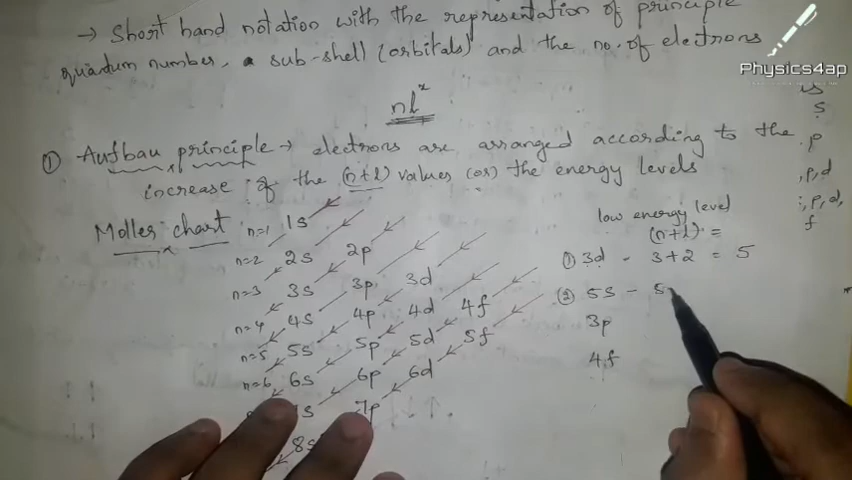 → Short hand notation with the representation of principle
quantum number, a sub-shell (orbitals) and the no. of electrons
Physics4ap
nl^x
① Aufbau principle → electrons are arranged according to the
increase of the (n+l) values (or) the energy levels
Moller chart
n=1 1s
n=2 2s 2p
n=3 3s 3p 3d
n=4 4s 4p 4d 4f
n=5 5s 5p 5d 5f
n=6 6s 6p 6d
7p
8s
low energy level
(n+l) =
① 3d - 3+2 = 5
② 5s - 5
3p
4f
s
p
,p,d
,p,d,
f